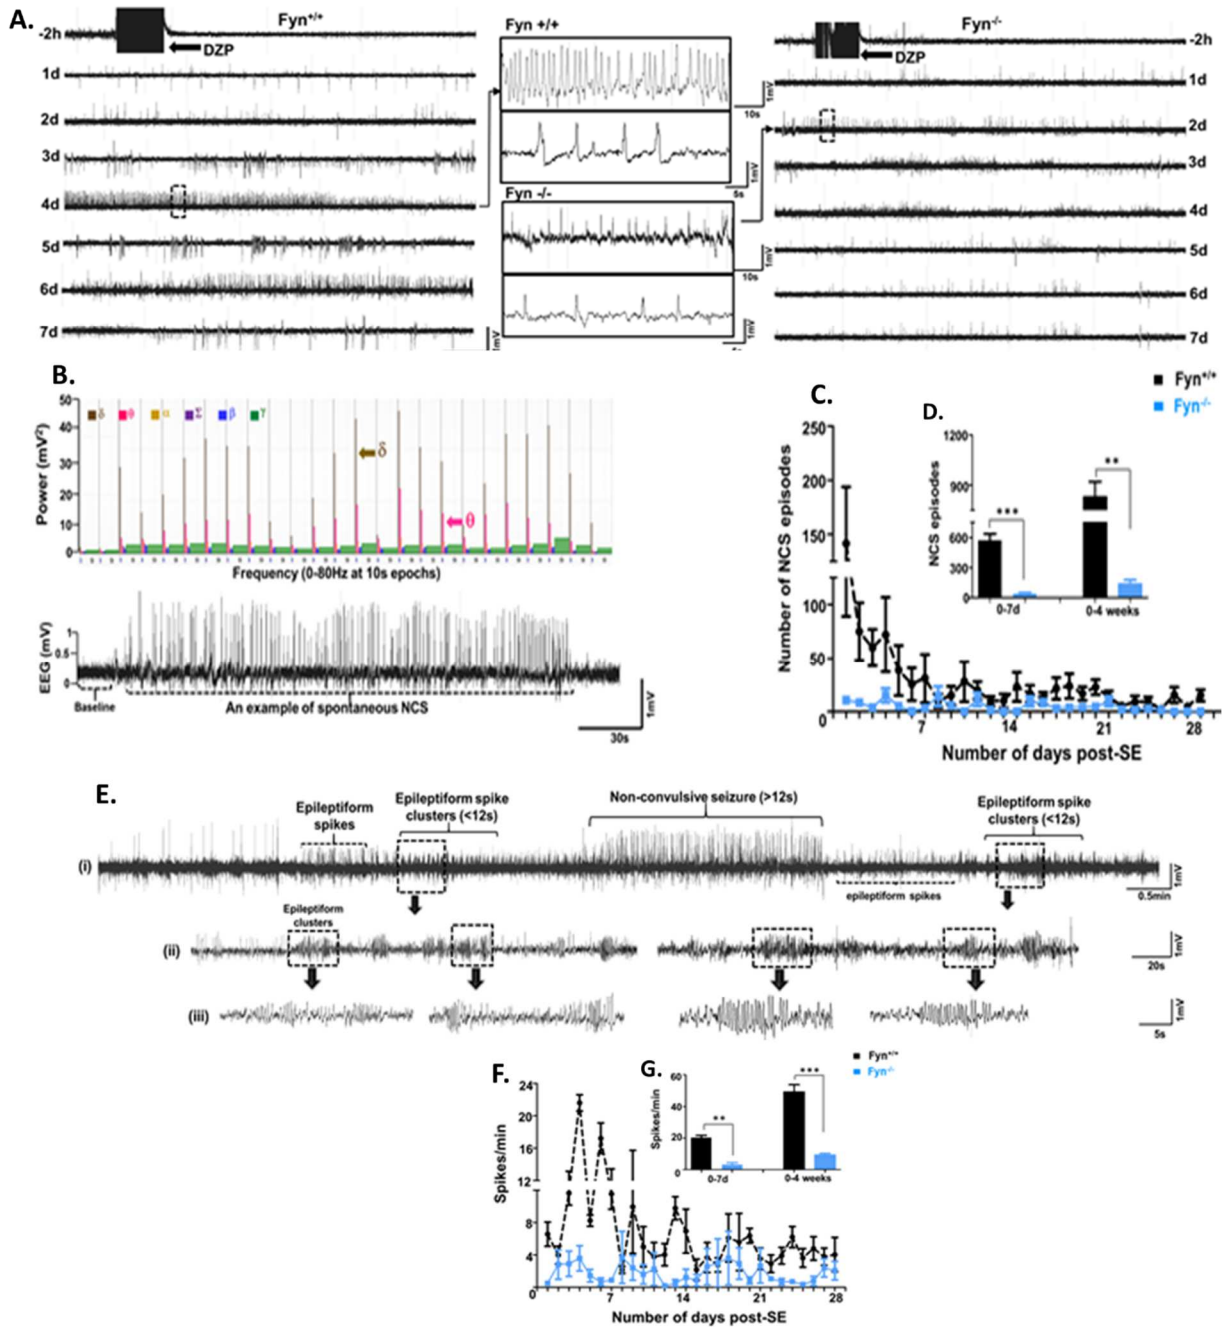 A.
Fyn+/+
-2h
DZP
1d
2d
3d
4d
5d
6d
7d
1mV
Fyn +/+
1mV
10s
1mV
5s
Fyn -/-
1mV
10s
1mV
Fyn-/-
-2h
DZP
1d
2d
3d
4d
5d
6d
7d
B.
50
40
30
20
10
0
Power (mV2)
δ θ α Σ β γ
δ
θ
Frequency (0-80Hz at 10s epochs)
EEG (mV)
1
0.5
0
Baseline
An example of spontaneous NCS
1mV
30s
C.
Fyn+/+
Fyn-/-
250
200
150
100
50
0
Number of NCS episodes
7 14 21 28
Number of days post-SE
D.
1200
900
600
300
0
NCS episodes
***
**
0-7d 0-4 weeks
E.
Epileptiform
spikes
Epileptiform spike
clusters (<12s)
Non-convulsive seizure (>12s)
Epileptiform spike
clusters (<12s)
(i)
epileptiform spikes
1mV
0.5min
Epileptiform
clusters
(ii)
1mV
20s
(iii)
1mV
5s
F.
24
20
16
12
8
4
0
Spikes/min
7 14 21 28
Number of days post-SE
G.
60
40
20
0
Spikes/min
**
***
0-7d 0-4 weeks
Fyn+/+
Fyn-/-